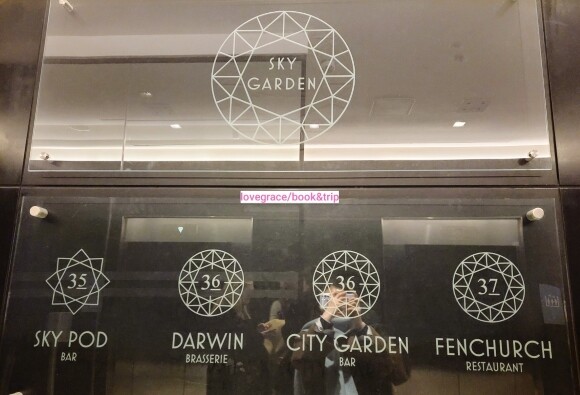 SKY
GARDEN
lovegrace/book&trip
35
SKY POD
BAR
36
DARWIN
BRASSERIE
36
CITY GARDEN
BAR
37
FENCHURCH
RESTAURANT